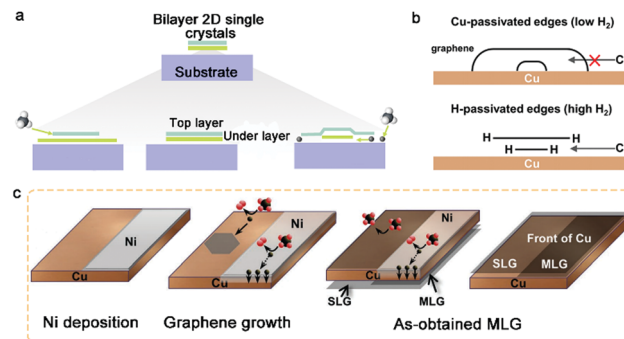 a
Bilayer 2D single
crystals
Substrate
Top layer
Under layer
b
Cu-passivated edges (low H₂)
graphene
C
Cu
H-passivated edges (high H₂)
H H
H H
C
Cu
c
Ni
Cu
Ni deposition
Ni
Cu
Graphene growth
Ni
Cu
SLG
MLG
Front of Cu
SLG MLG
Cu
As-obtained MLG